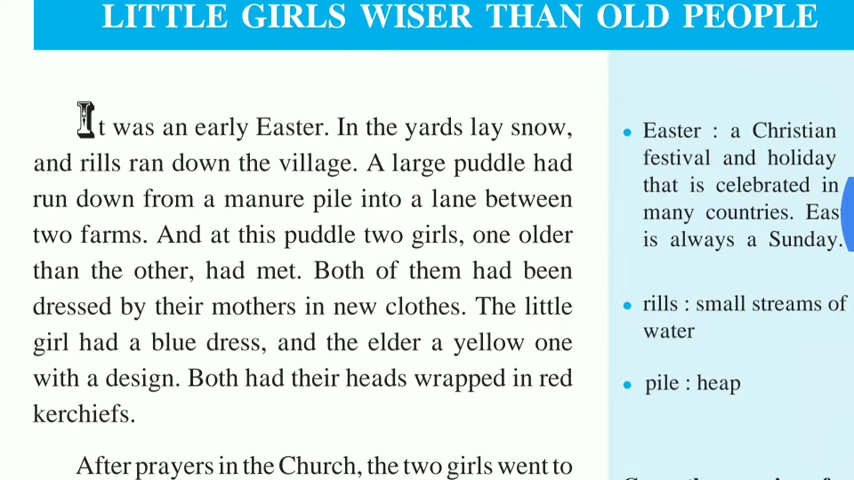 LITTLE GIRLS WISER THAN OLD PEOPLE
It was an early Easter. In the yards lay snow,
and rills ran down the village. A large puddle had
run down from a manure pile into a lane between
two farms. And at this puddle two girls, one older
than the other, had met. Both of them had been
dressed by their mothers in new clothes. The little
girl had a blue dress, and the elder a yellow one
with a design. Both had their heads wrapped in red
kerchiefs.
After prayers in the Church, the two girls went to
• Easter : a Christian
festival and holiday
that is celebrated in
many countries.
is always a Sunday.
• rills : small streams of
water
• pile : heap